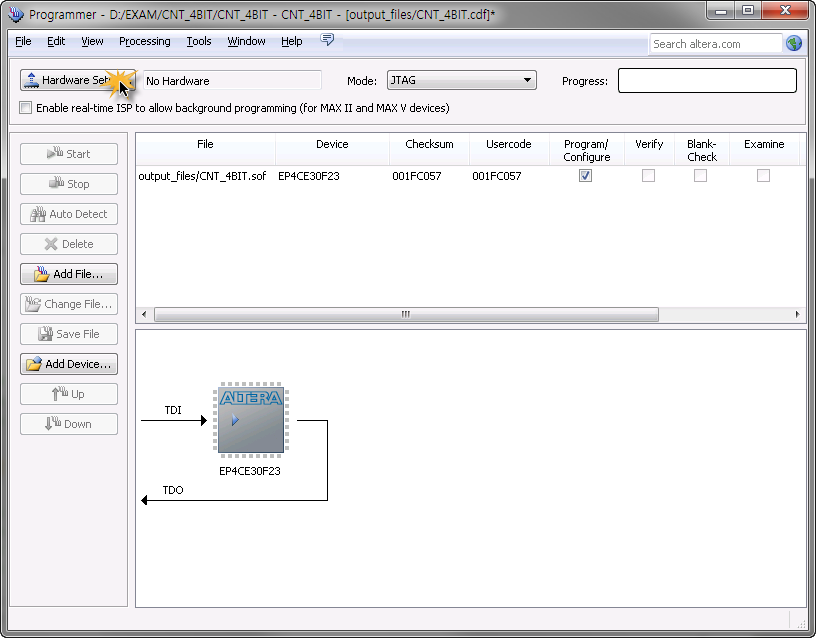 Programmer - D:/EXAM/CNT_4BIT/CNT_4BIT - CNT_4BIT - [output_files/CNT_4BIT.cdf]*
File Edit View Processing Tools Window Help
Search altera.com
Hardware Set
No Hardware
Mode: JTAG
Progress:
Enable real-time ISP to allow background programming (for MAX II and MAX V devices)
Start
Stop
Auto Detect
Delete
Add File...
Change File...
Save File
Add Device...
Up
Down
File Device Checksum Usercode Program/ Configure Verify Blank- Check Examine
output_files/CNT_4BIT.sof EP4CE30F23 001FC057 001FC057
TDI
ALTERA
EP4CE30F23
TDO